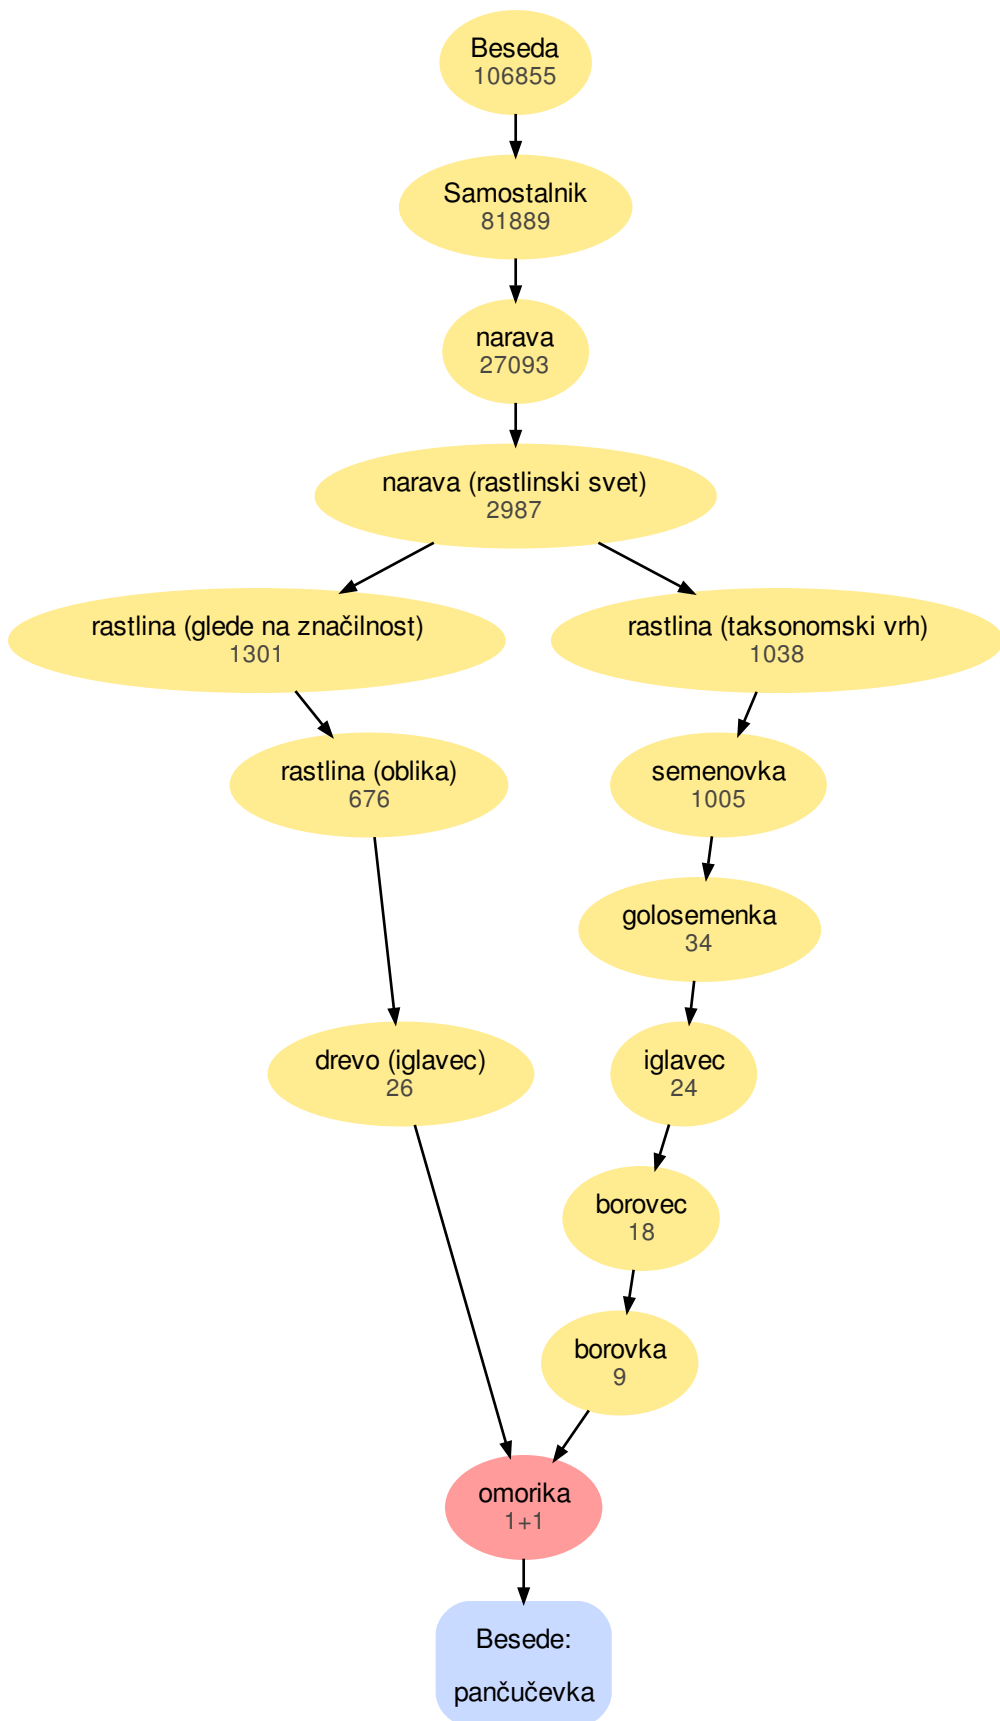 Beseda
106855
Samostalnik
81889
narava
27093
narava (rastlinski svet)
2987
rastlina (glede na značilnost)
1301
rastlina (taksonomski vrh)
1038
rastlina (oblika)
676
semenovka
1005
golosemenka
34
drevo (iglavec)
26
iglavec
24
borovec
18
borovka
9
omorika
1+1
Besede:
pančučevka